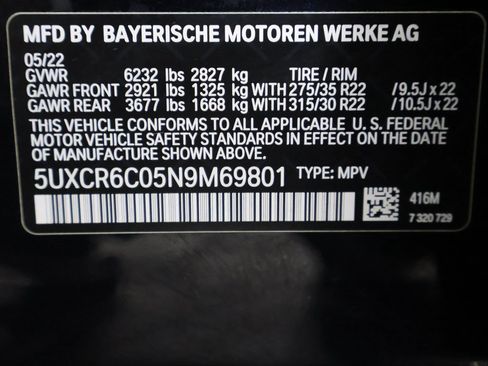 MFD BY BAYERISCHE MOTOREN WERKE AG
05/22
GVWR 6232 lbs 2827 kg TIRE / RIM
GAWR FRONT 2921 lbs 1325 kg WITH 275/35 R22 /9.5J x 22
GAWR REAR 3677 lbs 1668 kg WITH 315/30 R22 /10.5J x 22
THIS VEHICLE CONFORMS TO ALL APPLICABLE U. S. FEDERAL
MOTOR VEHICLE SAFETY STANDARDS IN EFFECT ON THE DATE
OF MANUFACTURE SHOWN ABOVE.
5UXCR6C05N9M69801 TYPE: MPV
416M
7 320 729